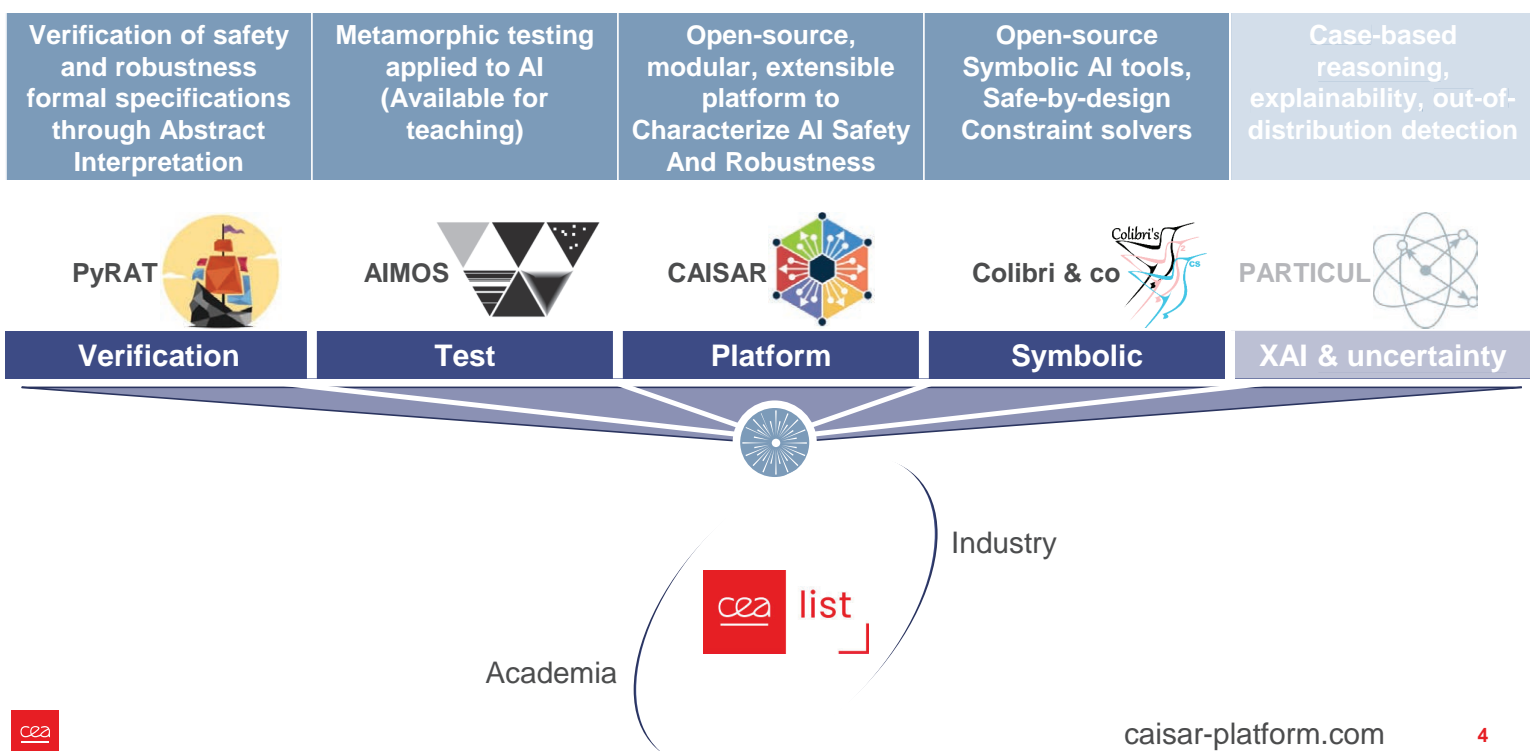 Verification of safety
and robustness
formal specifications
through Abstract
Interpretation
Metamorphic testing
applied to AI
(Available for
teaching)
Open-source,
modular, extensible
platform to
Characterize AI Safety
And Robustness
Open-source
Symbolic AI tools,
Safe-by-design
Constraint solvers
Case-based
reasoning,
explainability, out-of-
distribution detection
PyRAT
AIMOS
CAISAR
Colibri & co
Colibri's
2
cs
PARTICUL
Verification
Test
Platform
Symbolic
XAI & uncertainty
Industry
cea list
Academia
cea
caisar-platform.com
4